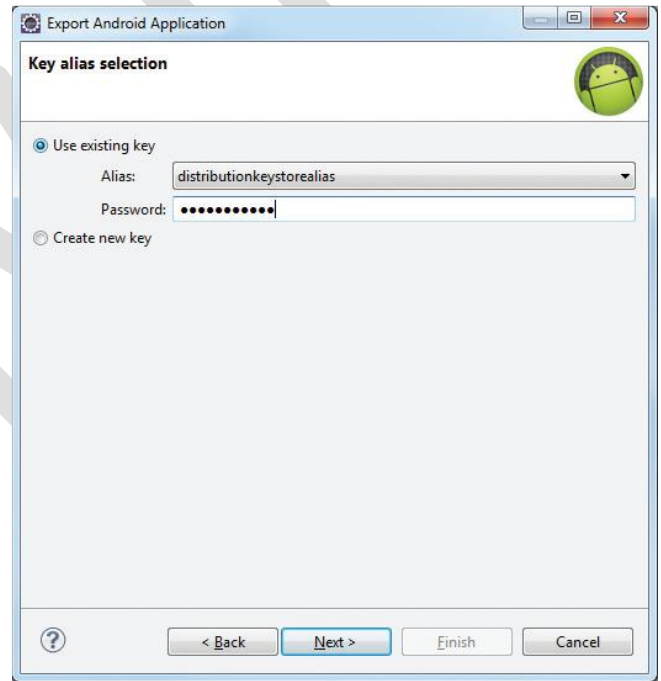 Export Android Application
Key alias selection
Use existing key
Alias: distributionkeystorealias
Password: •••••••••••
Create new key
< Back Next > Finish Cancel